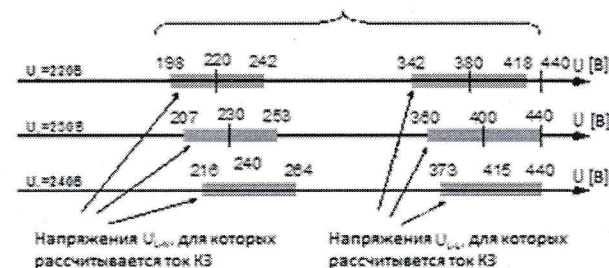 198 220 242 342 380 418 440 U [В]
U =220В
207 230 253 360 400 440 U [В]
U =230В
216 240 264 373 415 440 U [В]
U =240В
Напряжения для которых
рассчитывается ток КЗ
Напряжения для которых
рассчитывается ток КЗ